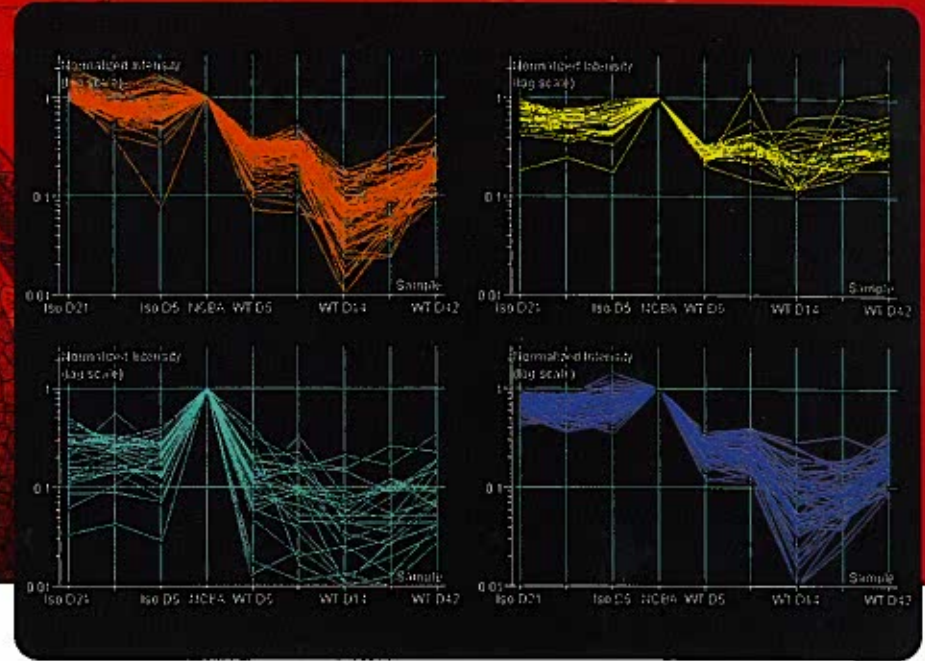 Normalized Intensity
(log scale)
1
0.1
0.01
Sample
Iso D21 Iso D5 NCBA WT D5 WT D14 WT D42
Normalized Intensity
(log scale)
1
0.1
0.01
Sample
Iso D21 Iso D5 NCBA WT D5 WT D14 WT D42
Normalized Intensity
(log scale)
1
0.1
0.01
Sample
Iso D21 Iso D5 NCBA WT D5 WT D14 WT D42
Normalized Intensity
(log scale)
1
0.1
0.01
Sample
Iso D21 Iso D5 NCBA WT D5 WT D14 WT D42